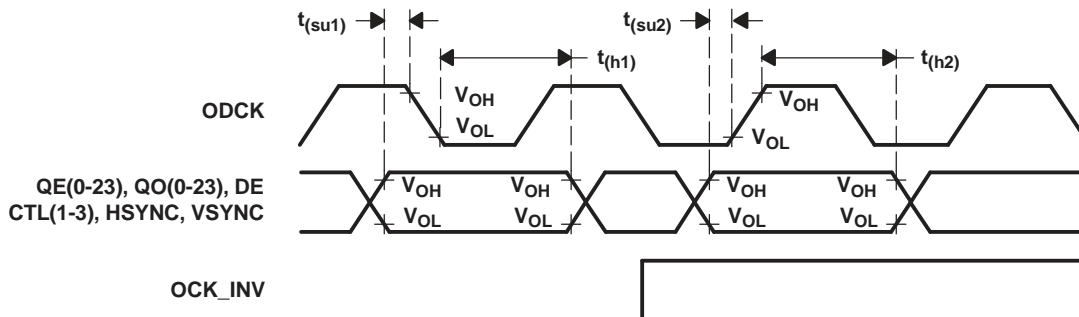 t(su1)
t(su2)
t(h1)
t(h2)
ODCK
VOH
VOL
VOH
VOL
QE(0-23), QO(0-23), DE
CTL(1-3), HSYNC, VSYNC
VOH
VOH
VOH
VOH
VOL
VOL
VOL
VOL
OCK_INV